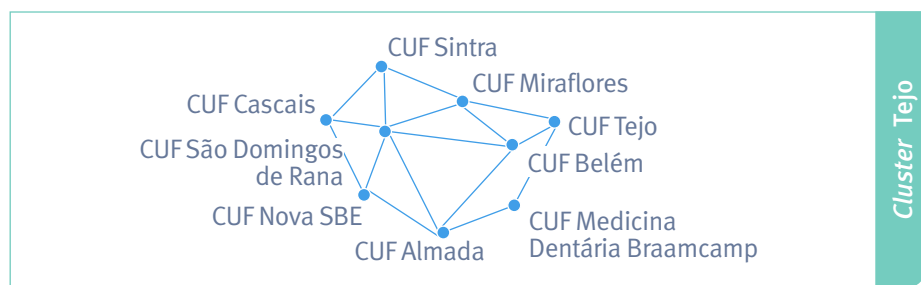 CUF Sintra
CUF Miraflores
CUF Cascais
CUF Tejo
CUF São Domingos
de Rana
CUF Belém
CUF Nova SBE
CUF Medicina
Dentária Braamcamp
CUF Almada
Cluster Tejo